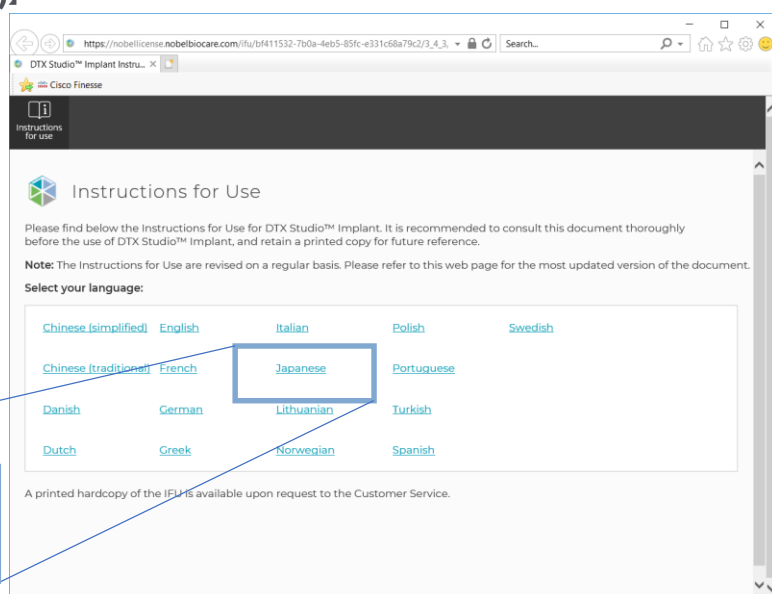 https://nobellicense.nobelbiocare.com/ifu/bf411532-7b0a-4eb5-85fc-e331c68a79c2/3_4_3,
Search...
DTX Studio™ Implant Instru...
Cisco Finesse
Instructions
for use
Instructions for Use
Please find below the Instructions for Use for DTX Studio™ Implant. It is recommended to consult this document thoroughly
before the use of DTX Studio™ Implant, and retain a printed copy for future reference.
Note: The Instructions for Use are revised on a regular basis. Please refer to this web page for the most updated version of the document.
Select your language:
Chinese (simplified) English Italian Polish Swedish
Chinese (traditional) French Japanese Portuguese
Danish German Lithuanian Turkish
Dutch Greek Norwegian Spanish
A printed hardcopy of the IFU is available upon request to the Customer Service.